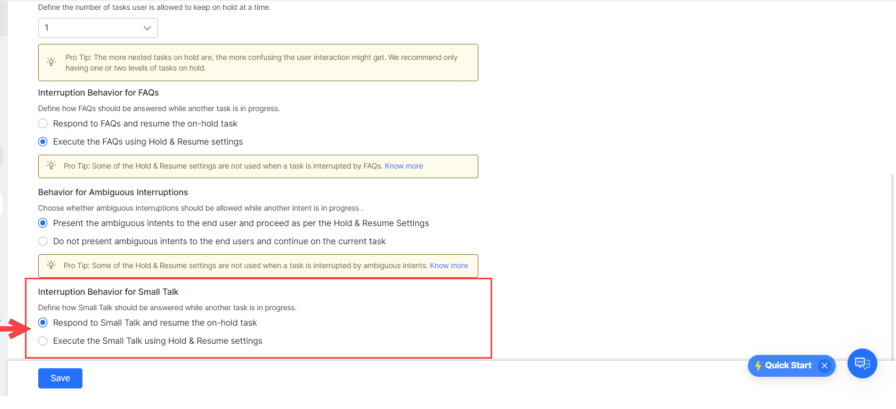 Define the number of tasks user is allowed to keep on hold at a time.
1
Pro Tip: The more nested tasks on hold are, the more confusing the user interaction might get. We recommend only
having one or two levels of tasks on hold.
Interruption Behavior for FAQs
Define how FAQs should be answered while another task is in progress.
Respond to FAQs and resume the on-hold task
Execute the FAQs using Hold & Resume settings
Pro Tip: Some of the Hold & Resume settings are not used when a task is interrupted by FAQs. Know more
Behavior for Ambiguous Interruptions
Choose whether ambiguous interruptions should be allowed while another intent is in progress .
Present the ambiguous intents to the end user and proceed as per the Hold & Resume Settings
Do not present ambiguous intents to the end users and continue on the current task
Pro Tip: Some of the Hold & Resume settings are not used when a task is interrupted by ambiguous intents. Know more
Interruption Behavior for Small Talk
Define how Small Talk should be answered while another task is in progress.
Respond to Small Talk and resume the on-hold task
Execute the Small Talk using Hold & Resume settings
Quick Start
Save